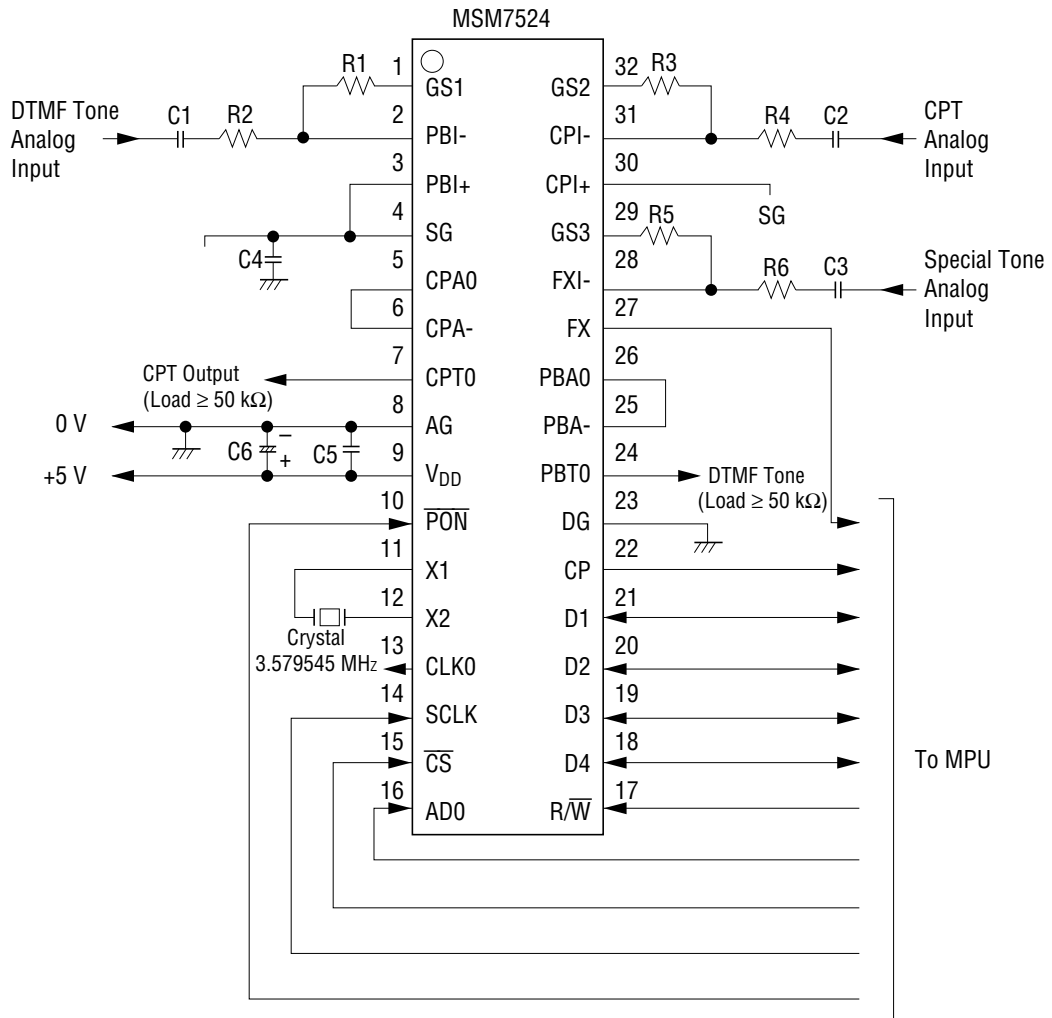 MSM7524
DTMF Tone
Analog
Input
C1
R2
R1
1
GS1
2
PBI-
3
PBI+
4
SG
C4
5
CPA0
6
CPA-
7
CPT0
CPT Output
(Load ≥ 50 kΩ)
8
AG
0 V
C6
–
+
C5
9
VDD
+5 V
10
PON
11
X1
12
X2
Crystal
3.579545 MHz
13
CLK0
14
SCLK
15
CS
16
AD0
32
GS2
R3
31
CPI-
R4
C2
CPT
Analog
Input
30
CPI+
SG
29
GS3
R5
28
FXI-
R6
C3
Special Tone
Analog
Input
27
FX
26
PBA0
25
PBA-
24
PBT0
DTMF Tone
(Load ≥ 50 kΩ)
23
DG
22
CP
21
D1
20
D2
19
D3
18
D4
17
R/W
To MPU